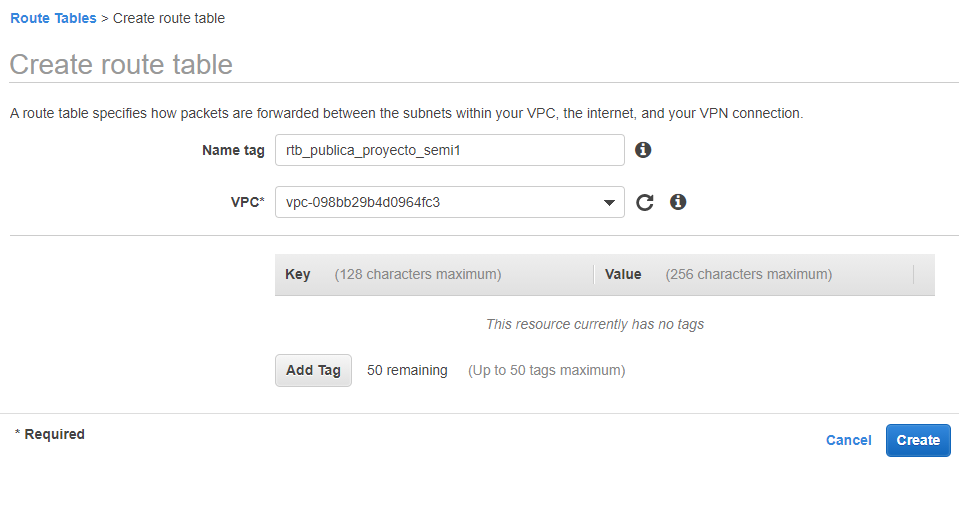 Route Tables > Create route table
Create route table
A route table specifies how packets are forwarded between the subnets within your VPC, the internet, and your VPN connection.
Name tag rtb_publica_proyecto_semi1
VPC* vpc-098bb29b4d0964fc3
Key (128 characters maximum) Value (256 characters maximum)
This resource currently has no tags
Add Tag 50 remaining (Up to 50 tags maximum)
* Required
Cancel Create